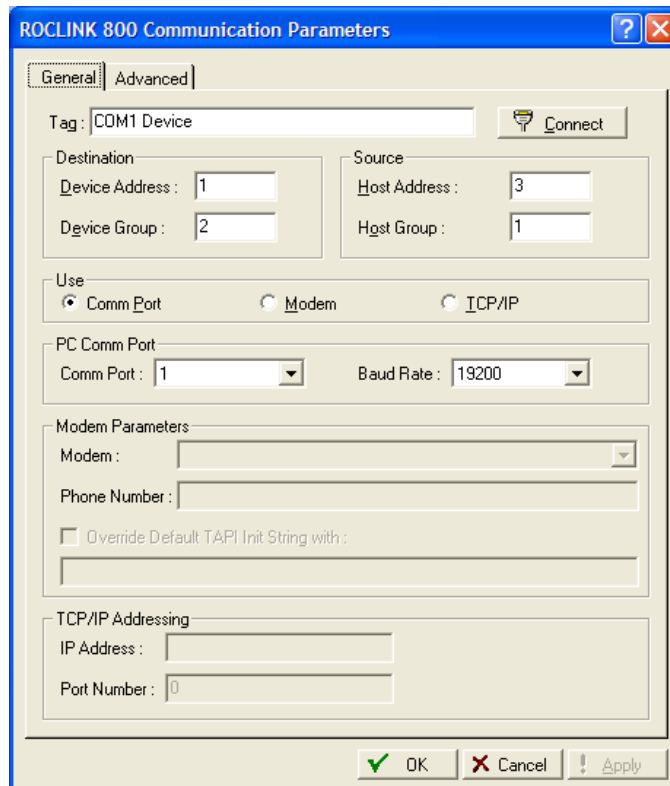 ROCLINK 800 Communication Parameters
General Advanced
Tag : COM1 Device Connect
Destination Source
Device Address : 1 Host Address : 3
Device Group : 2 Host Group : 1
Use
Comm Port Modem TCP/IP
PC Comm Port
Comm Port : 1 Baud Rate : 19200
Modem Parameters
Modem :
Phone Number :
Override Default TAPI Init String with :
TCP/IP Addressing
IP Address :
Port Number : 0
OK Cancel ! Apply